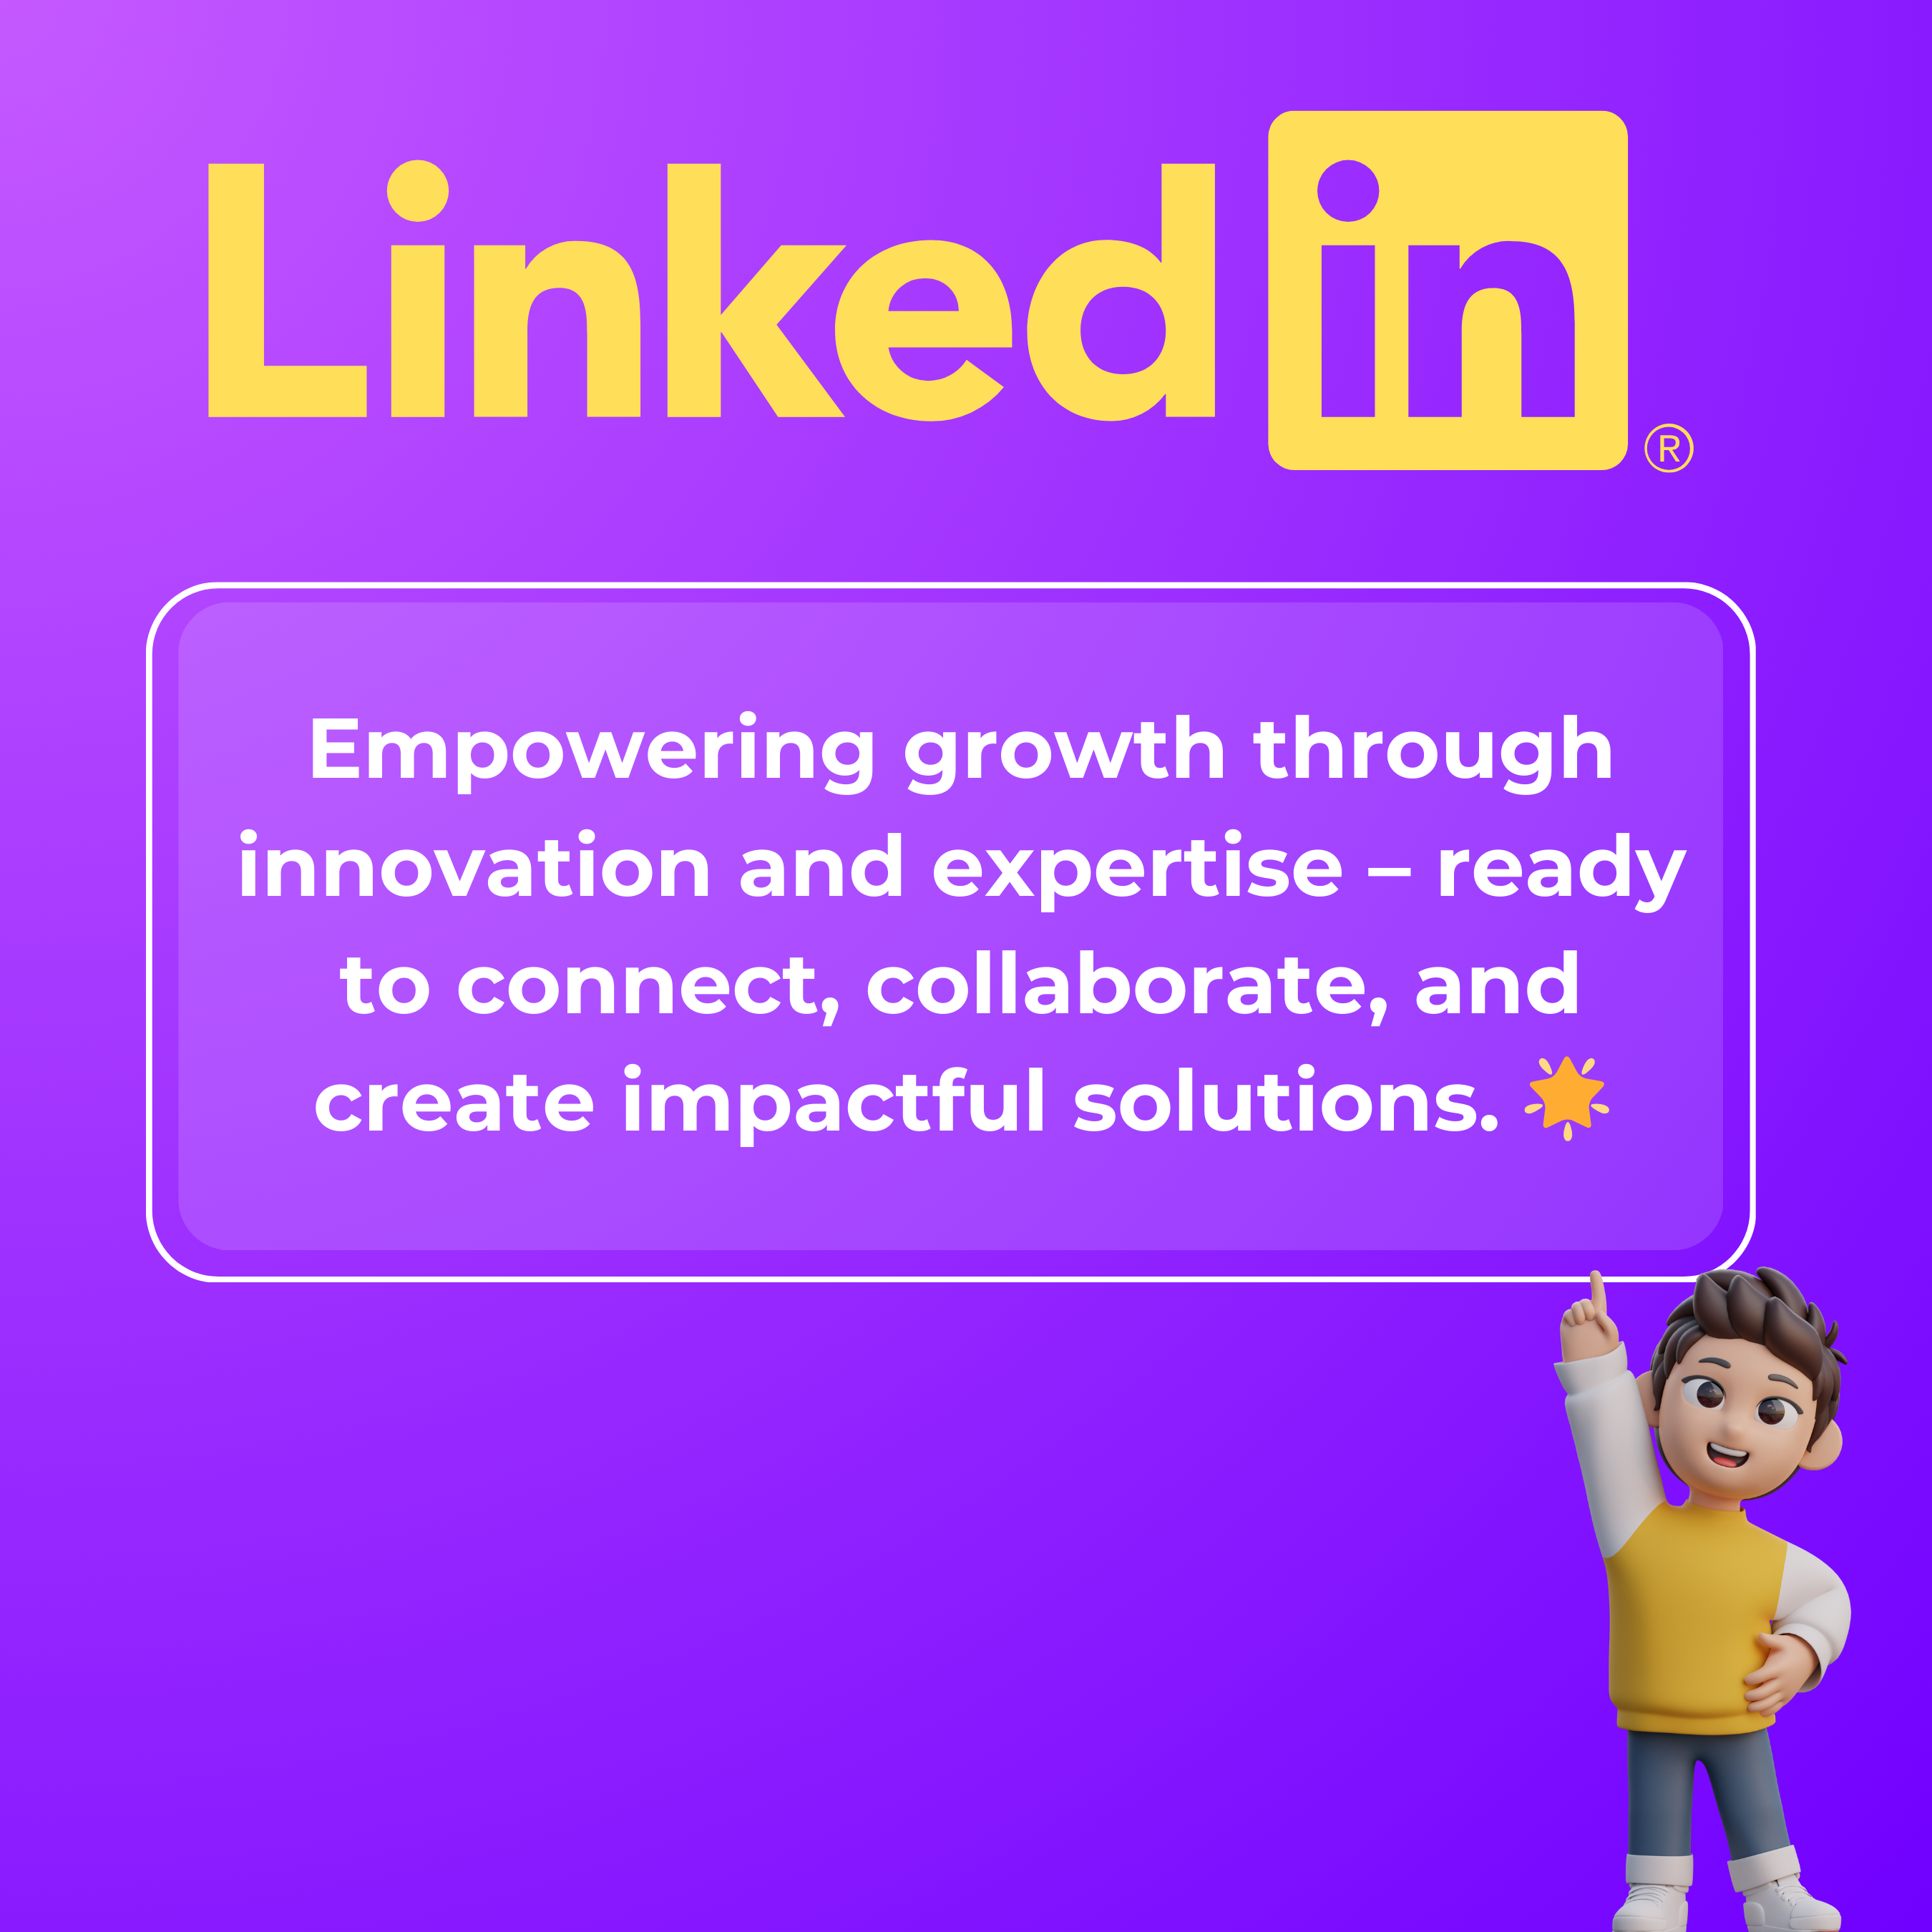 Linkedin®
Empowering growth through
innovation and expertise – ready
to connect, collaborate, and
create impactful solutions. 🌟